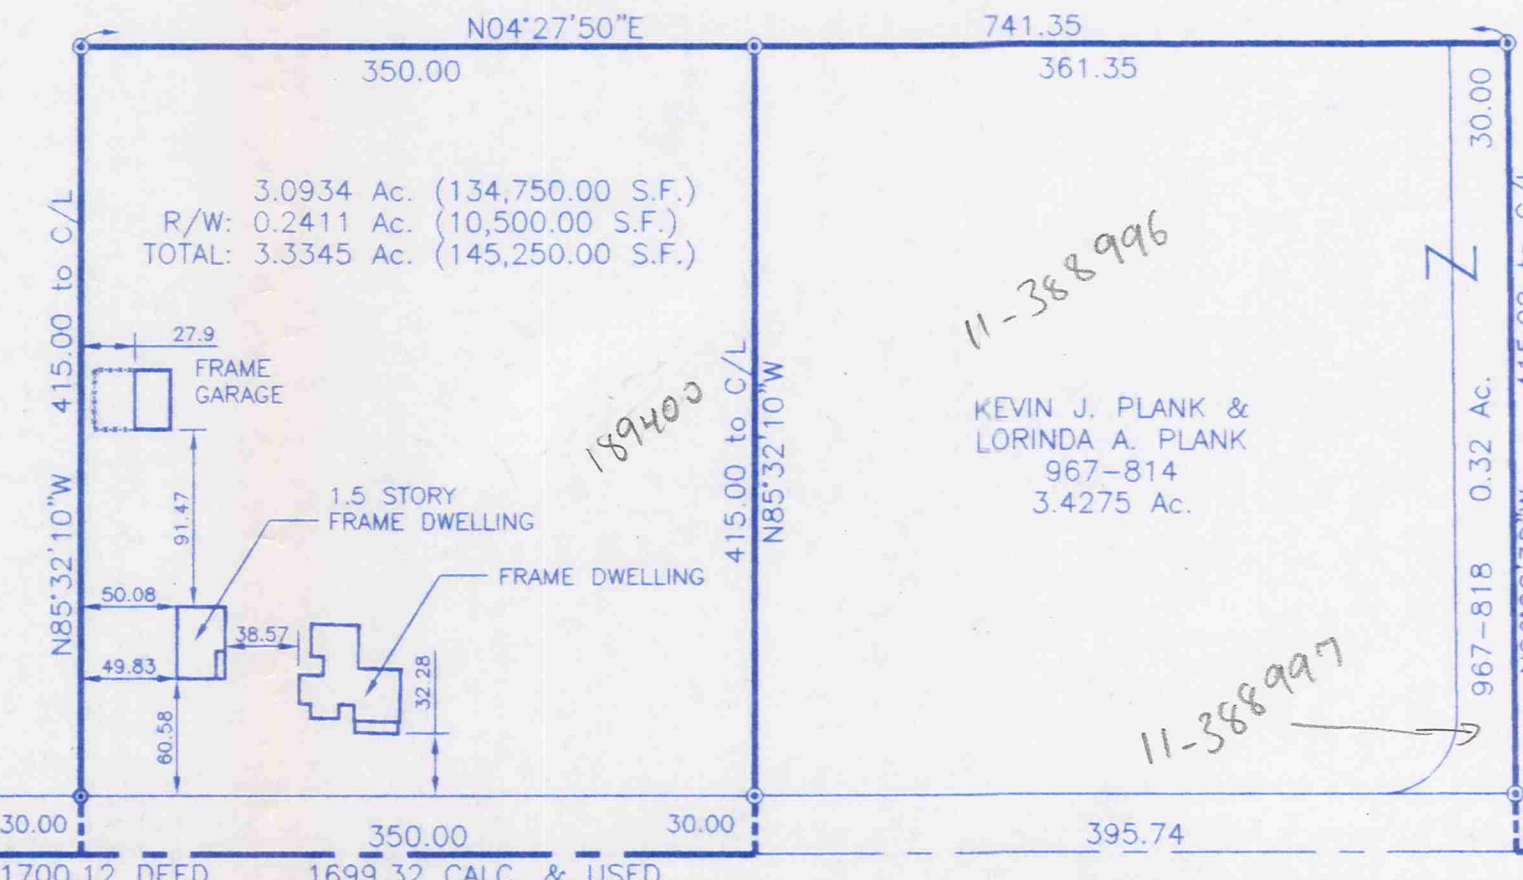 N04°27'50"E
741.35
350.00
361.35
30.00
3.0934 Ac. (134,750.00 S.F.)
R/W: 0.2411 Ac. (10,500.00 S.F.)
TOTAL: 3.3345 Ac. (145,250.00 S.F.)
N85°32'10"W 415.00 to C/L
27.9
FRAME
GARAGE
91.47
1.5 STORY
FRAME DWELLING
FRAME DWELLING
50.08
49.83
38.57
60.58
32.28
189400
415.00 to C/L
N85°32'10"W
11-388996
KEVIN J. PLANK &
LORINDA A. PLANK
967-814
3.4275 Ac.
Z
967-818 0.32 Ac.
11-388997
30.00
350.00
30.00
395.74
1700.12 DEED
1699.32 CALC. & USED